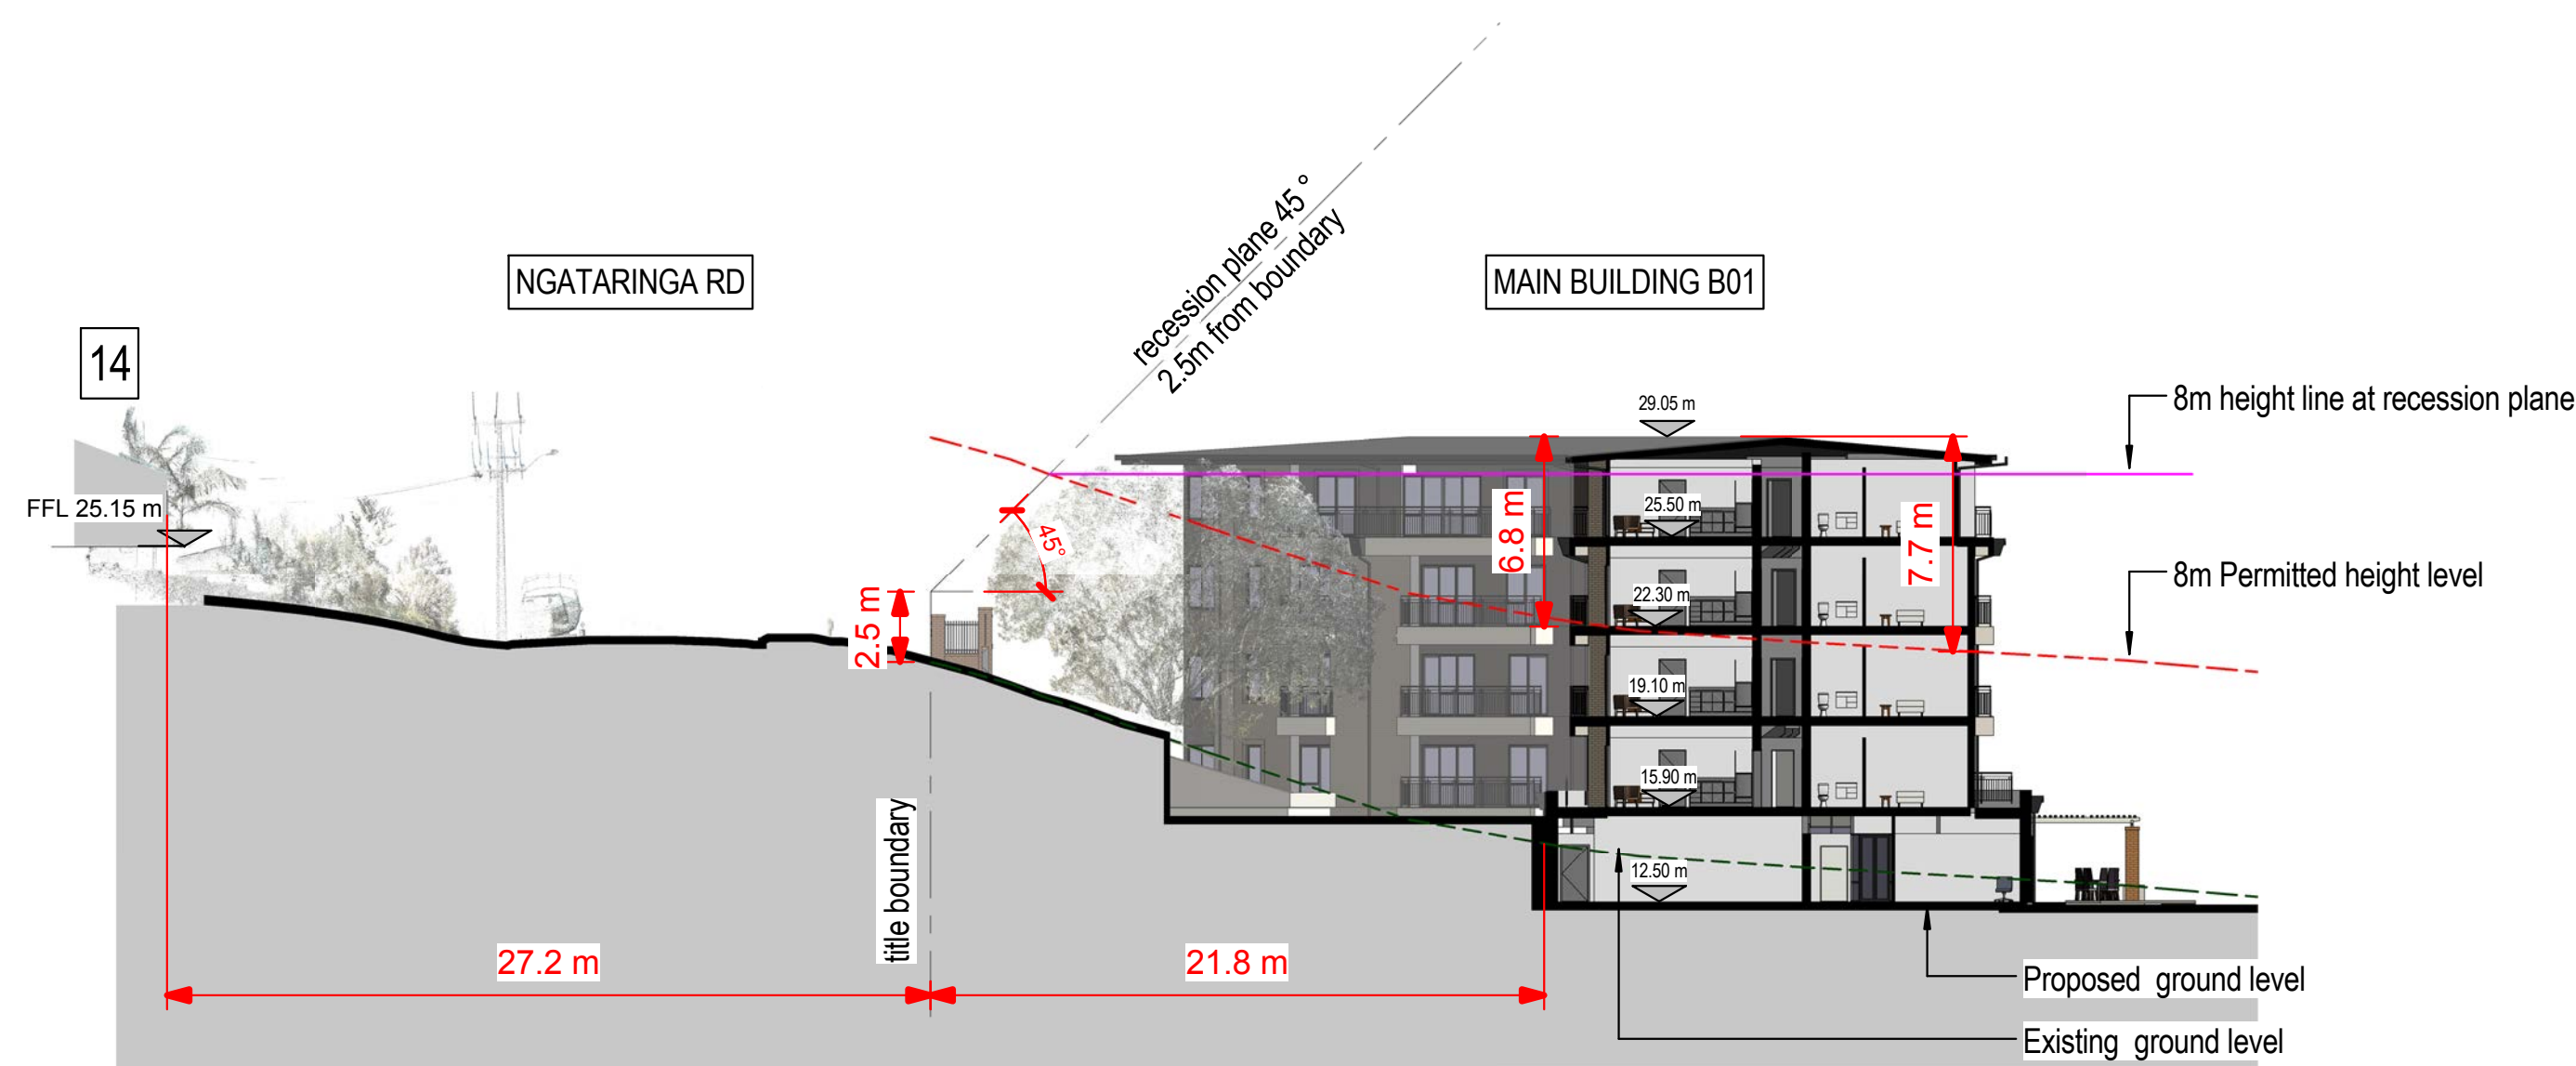 recession plane 45°
2.5m from boundary
NGATARINGA RD
MAIN BUILDING B01
14
8m height line at recession plane
29.05 m
FFL 25.15 m
25.50 m
6.8 m
7.7 m
45°
8m Permitted height level
22.30 m
2.5 m
19.10 m
15.90 m
title boundary
12.50 m
27.2 m
21.8 m
Proposed ground level
Existing ground level